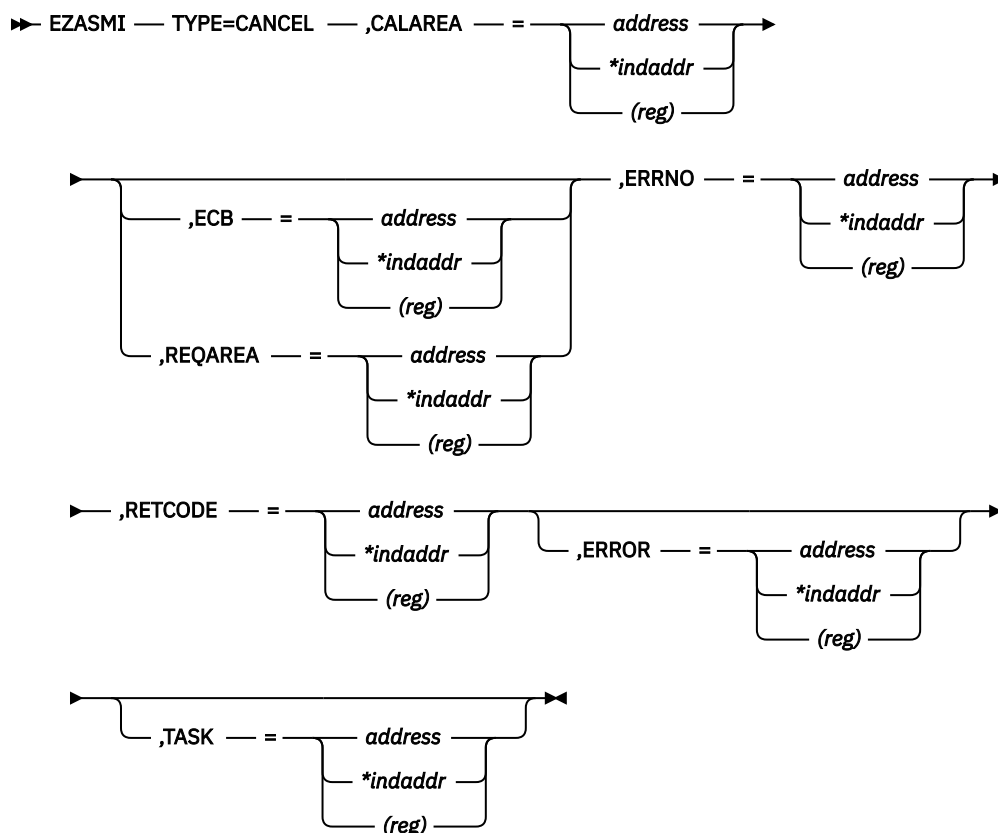 EZASMI TYPE=CANCEL ,CALAREA = address
*indaddr
(reg)
,ERRNO = address
*indaddr
(reg)
,ECB = address
*indaddr
(reg)
,REQAREA = address
*indaddr
(reg)
,RETCODE = address
*indaddr
(reg)
,ERROR = address
*indaddr
(reg)
,TASK = address
*indaddr
(reg)